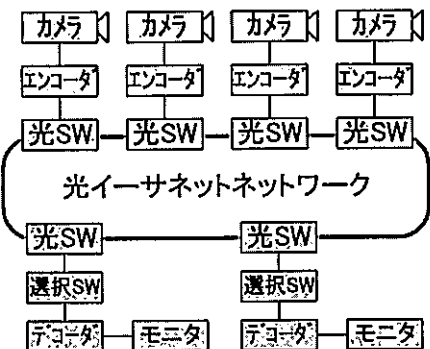 カメラ カメラ カメラ カメラ
エンコーダ エンコーダ エンコーダ エンコーダ
光SW 光SW 光SW 光SW
光イーサネットネットワーク
光SW 光SW
選択SW 選択SW
デコーダ モニタ デコーダ モニタ